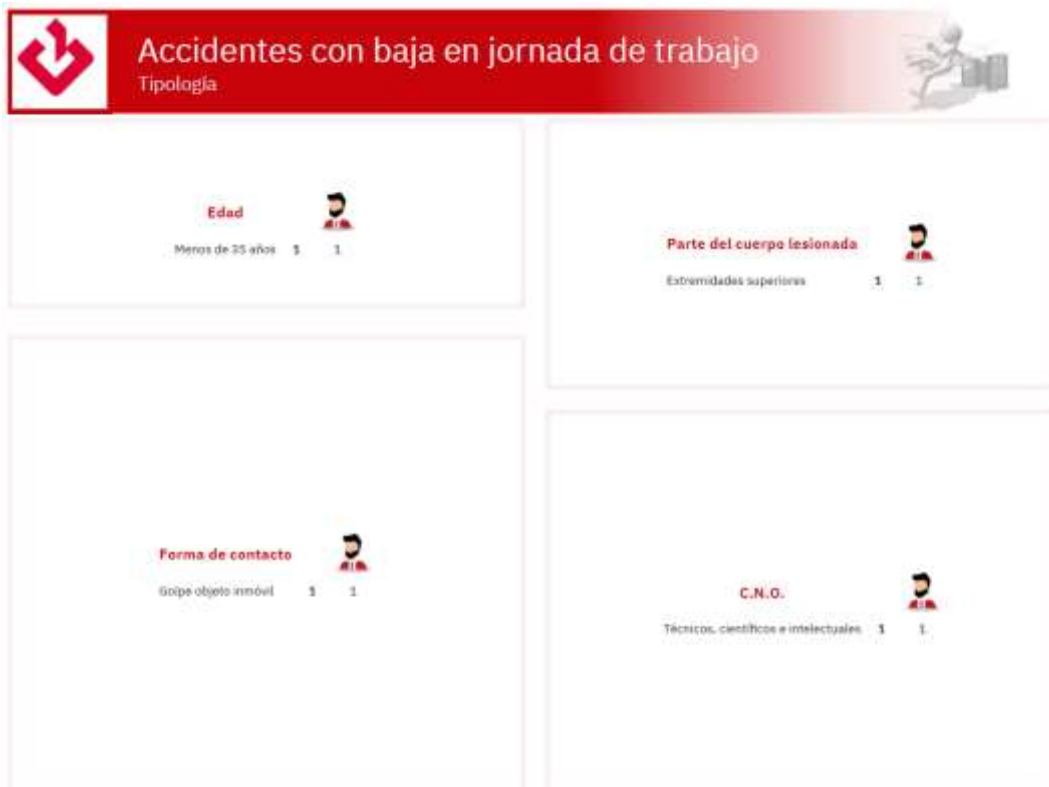 Accidentes con baja en jornada de trabajo
Tipología
Edad
Menos de 35 años 1 1
Parte del cuerpo lesionada
Extremidades superiores 1 1
Forma de contacto
Golpe objeto inmóvil 1 1
C.N.O.
Técnicos, científicos e intelectuales 1 1